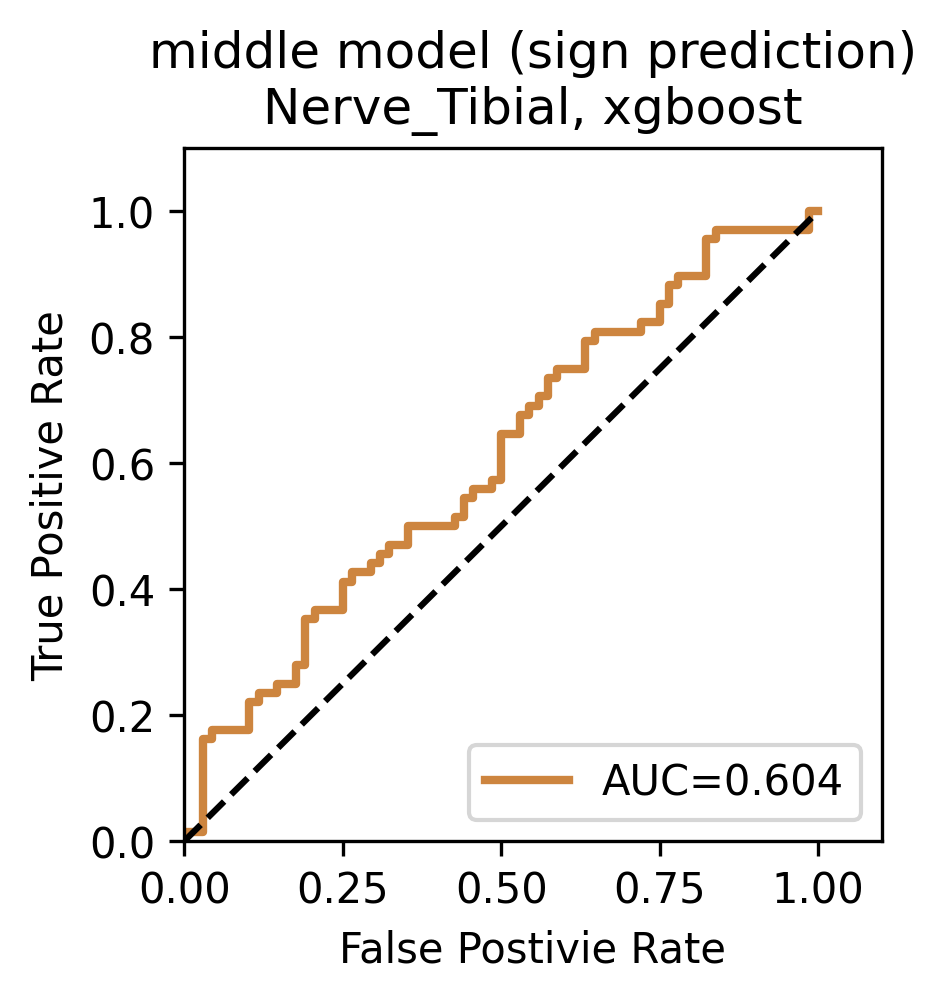 middle model (sign prediction)
Nerve_Tibial, xgboost
1.0
0.8
0.6
0.4
0.2
0.0
True Positive Rate
AUC=0.604
0.00 0.25 0.50 0.75 1.00
False Postivie Rate